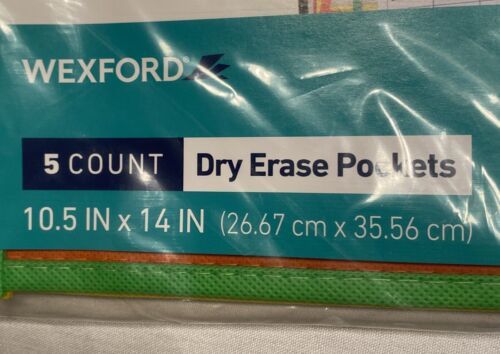 WEXFORD®
5 COUNT Dry Erase Pockets
10.5 IN x 14 IN (26.67 cm x 35.56 cm)